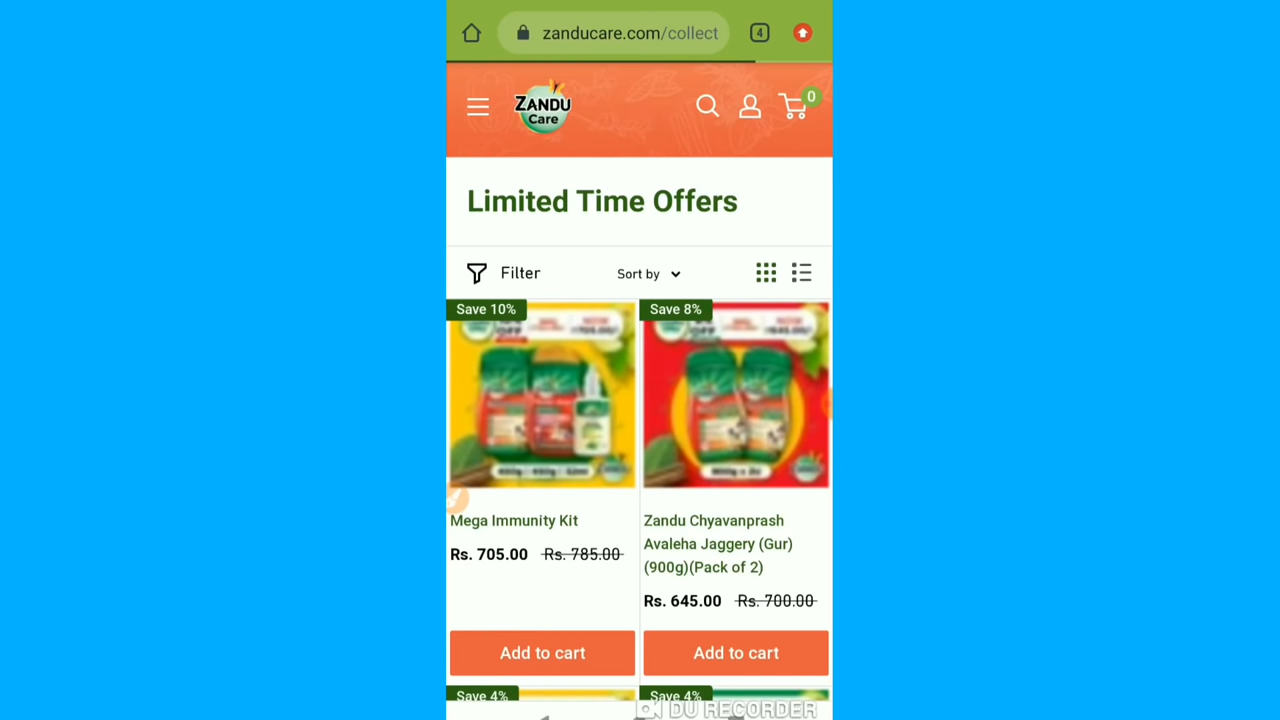 zanducare.com/collect
4
ZANDU
Care
0
Limited Time Offers
Filter
Sort by
Save 10%
Save 8%
Mega Immunity Kit
Rs. 705.00 Rs. 785.00
Zandu Chyavanprash
Avaleha Jaggery (Gur)
(900g)(Pack of 2)
Rs. 645.00 Rs. 700.00
Add to cart
Add to cart
Save 4%
Save 4%
DU RECORDER